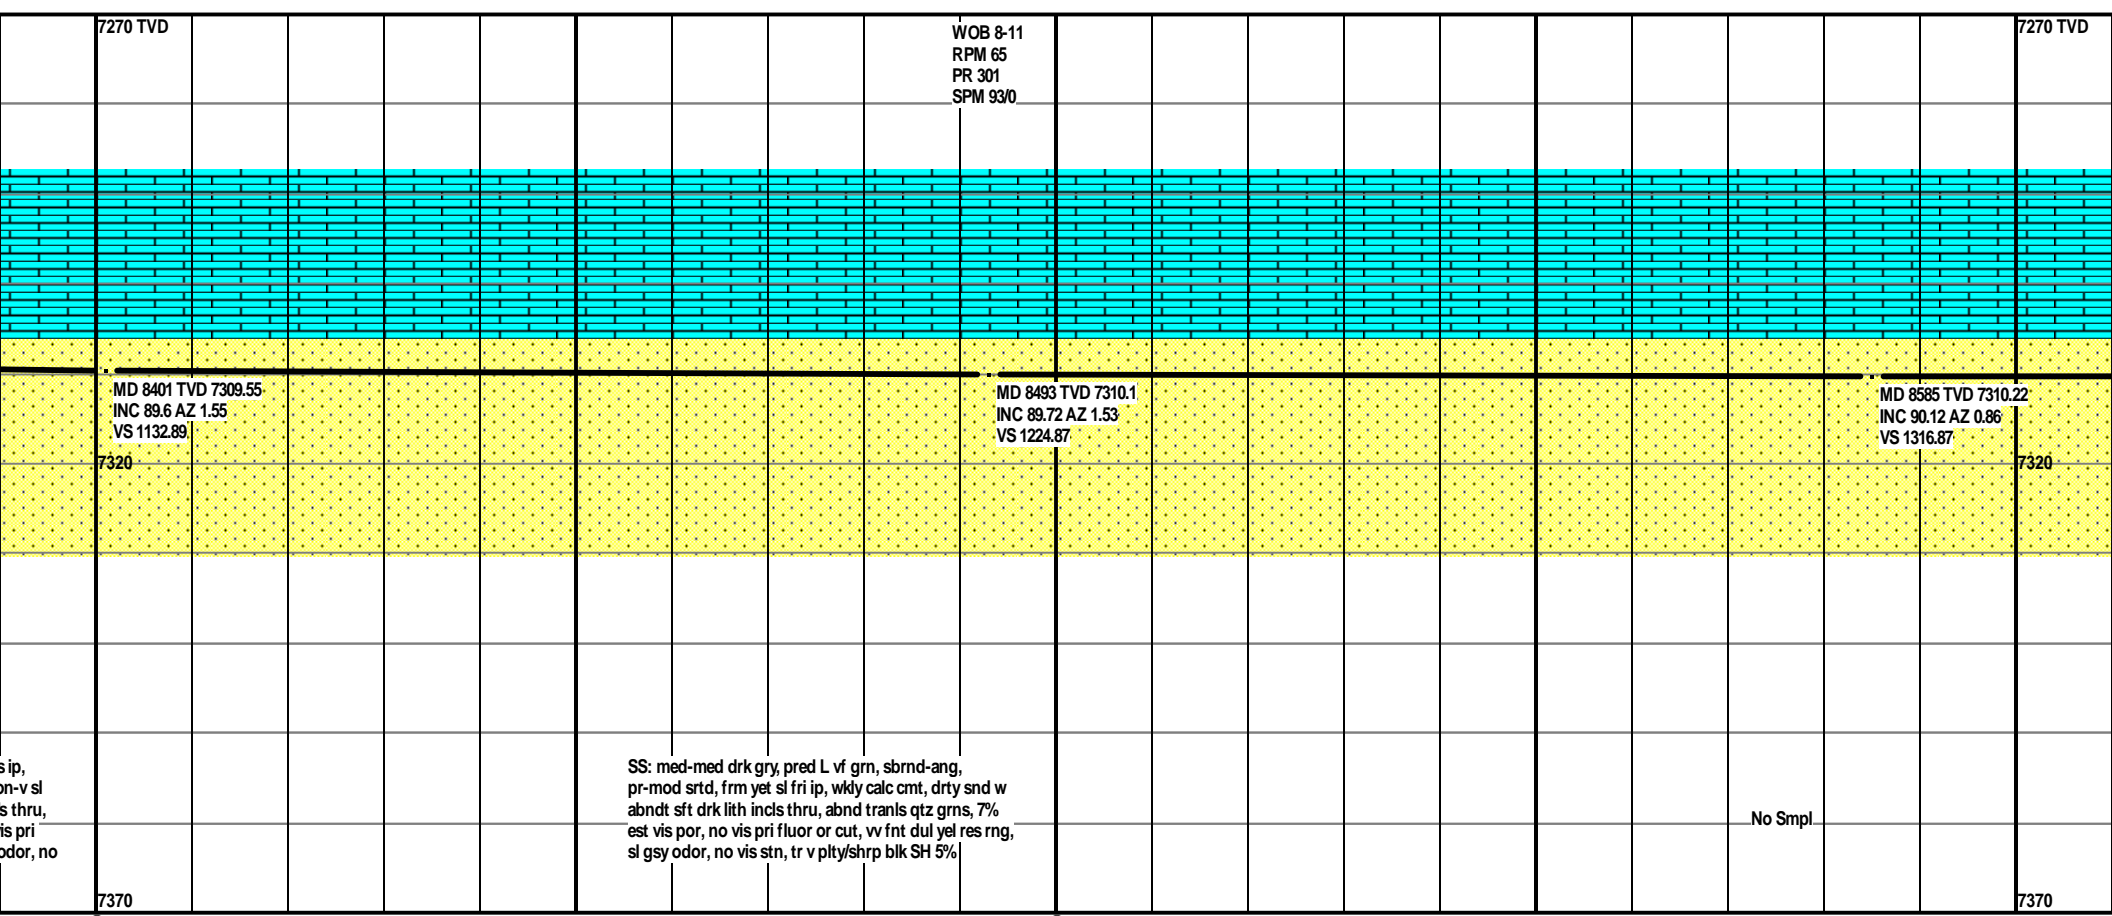 7270 TVD
WOB 8-11
RPM 65
PR 301
SPM 93/0
7270 TVD
MD 8401 TVD 7309.55
INC 89.6 AZ 1.55
VS 1132.89
MD 8493 TVD 7310.1
INC 89.72 AZ 1.53
VS 1224.87
MD 8585 TVD 7310.22
INC 90.12 AZ 0.86
VS 1316.87
7320
7320
s ip,
on-v sl
s thru,
is pri
odor, no
SS: med-med drk gry, pred L vf grn, sbrnd-ang,
pr-mod srtd, frm yet sl fri ip, wkly calc cmt, drty snd w
abndt sft drk lith incls thru, abnd tranls qtz grns, 7%
est vis por, no vis pri fluor or cut, vv fnt dul yel res rng,
sl gsy odor, no vis stn, tr v plty/shrp blk SH 5%
No Smpl
7370
7370